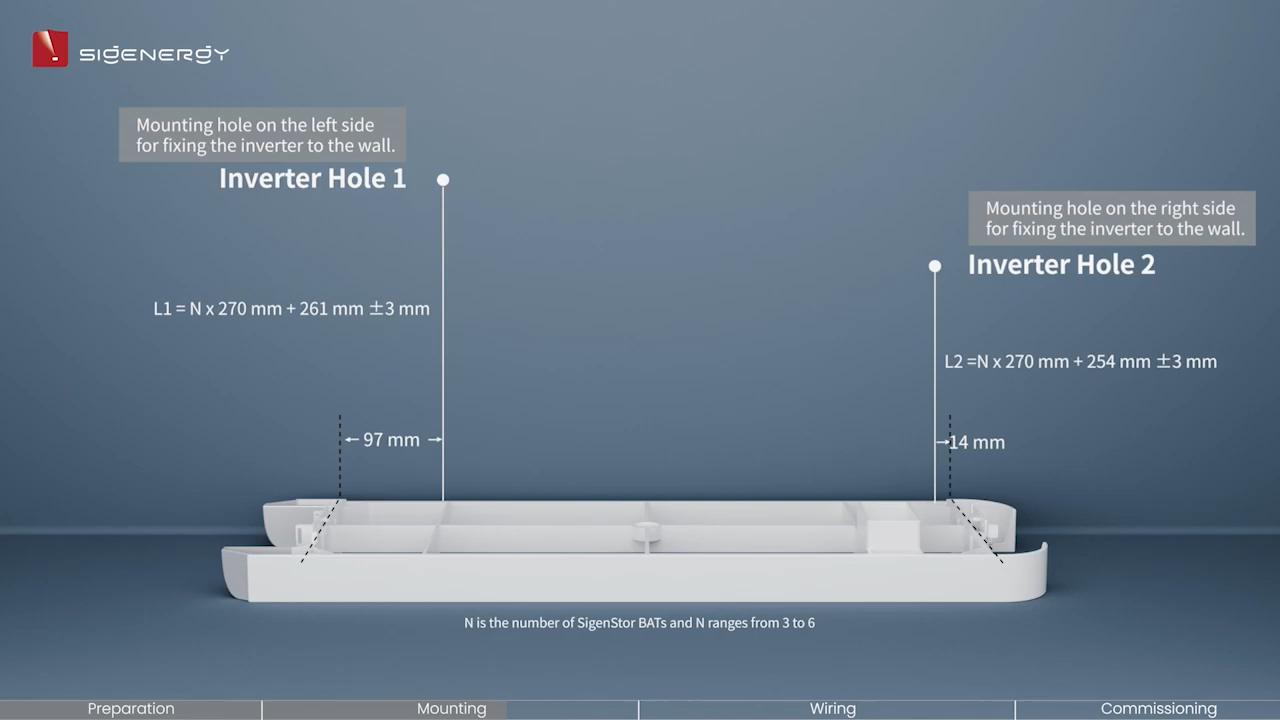 SIGENERGY
Mounting hole on the left side
for fixing the inverter to the wall.
Inverter Hole 1
Mounting hole on the right side
for fixing the inverter to the wall.
Inverter Hole 2
L1 = N x 270 mm + 261 mm ±3 mm
L2 =N x 270 mm + 254 mm ±3 mm
97 mm
14 mm
N is the number of SigenStor BATs and N ranges from 3 to 6
Preparation
Mounting
Wiring
Commissioning